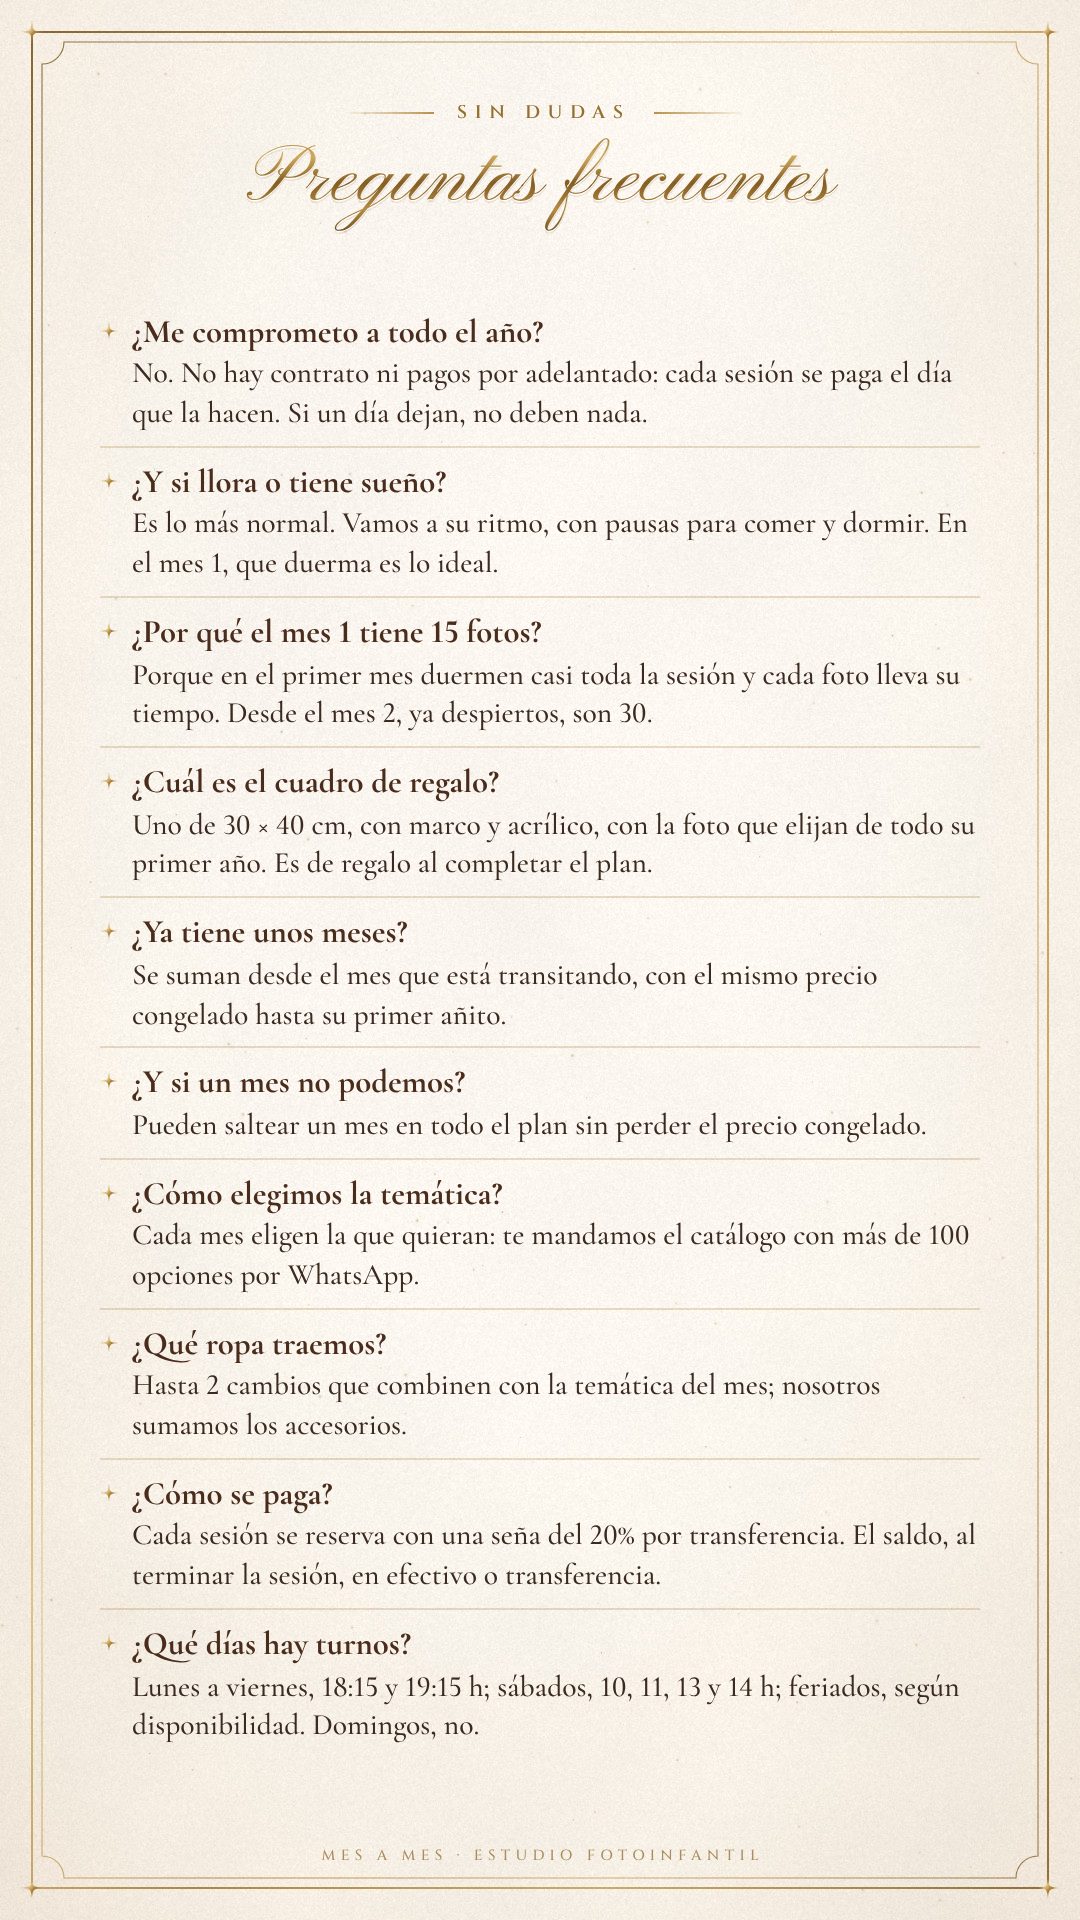 SIN DUDAS
Preguntas frecuentes
¿Me comprometo a todo el año?
No. No hay contrato ni pagos por adelantado: cada sesión se paga el día
que la hacen. Si un día dejan, no deben nada.
¿Y si llora o tiene sueño?
Es lo más normal. Vamos a su ritmo, con pausas para comer y dormir. En
el mes 1, que duerma es lo ideal.
¿Por qué el mes 1 tiene 15 fotos?
Porque en el primer mes duermen casi toda la sesión y cada foto lleva su
tiempo. Desde el mes 2, ya despiertos, son 30.
¿Cuál es el cuadro de regalo?
Uno de 30 × 40 cm, con marco y acrílico, con la foto que elijan de todo su
primer año. Es de regalo al completar el plan.
¿Ya tiene unos meses?
Se suman desde el mes que está transitando, con el mismo precio
congelado hasta su primer añito.
¿Y si un mes no podemos?
Pueden saltear un mes en todo el plan sin perder el precio congelado.
¿Cómo elegimos la temática?
Cada mes eligen la que quieran: te mandamos el catálogo con más de 100
opciones por WhatsApp.
¿Qué ropa traemos?
Hasta 2 cambios que combinen con la temática del mes; nosotros
sumamos los accesorios.
¿Cómo se paga?
Cada sesión se reserva con una seña del 20% por transferencia. El saldo, al
terminar la sesión, en efectivo o transferencia.
¿Qué días hay turnos?
Lunes a viernes, 18:15 y 19:15 h; sábados, 10, 11, 13 y 14 h; feriados, según
disponibilidad. Domingos, no.
MES A MES · ESTUDIO FOTOINFANTIL